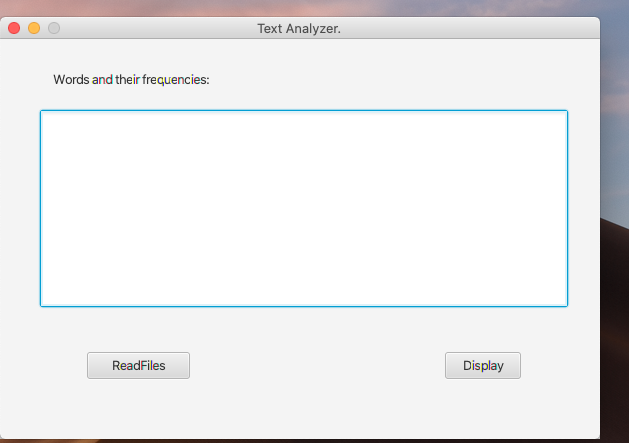 Text Analyzer.
Words and their frequencies:
ReadFiles
Display